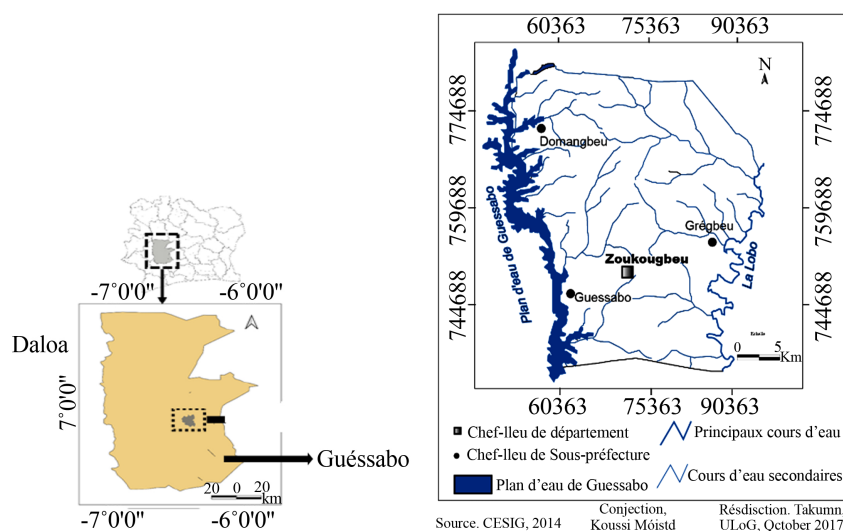 -7°0'0" -6°0'0"
Daloa
7°0'0"
Guéssabo
20 0 20
km
-7°0'0" -6°0'0"
60363 75363 90363
774688 774688
759688 759688
744688 744688
N
Domangbeu
Plan d'eau de Guessabo
Grégbeu
Zoukougbeu
La Lobo
Guessabo
0 5
Km
60363 75363 90363
Chef-lleu de département
Principaux cours d'eau
Chef-lleu de Sous-préfecture
Plan d'eau de Guessabo
Cours d'eau secondaires
Source. CESIG, 2014
Conjection,
Koussi Móistd
Résdisction. Takumn,
ULoG, October 2017